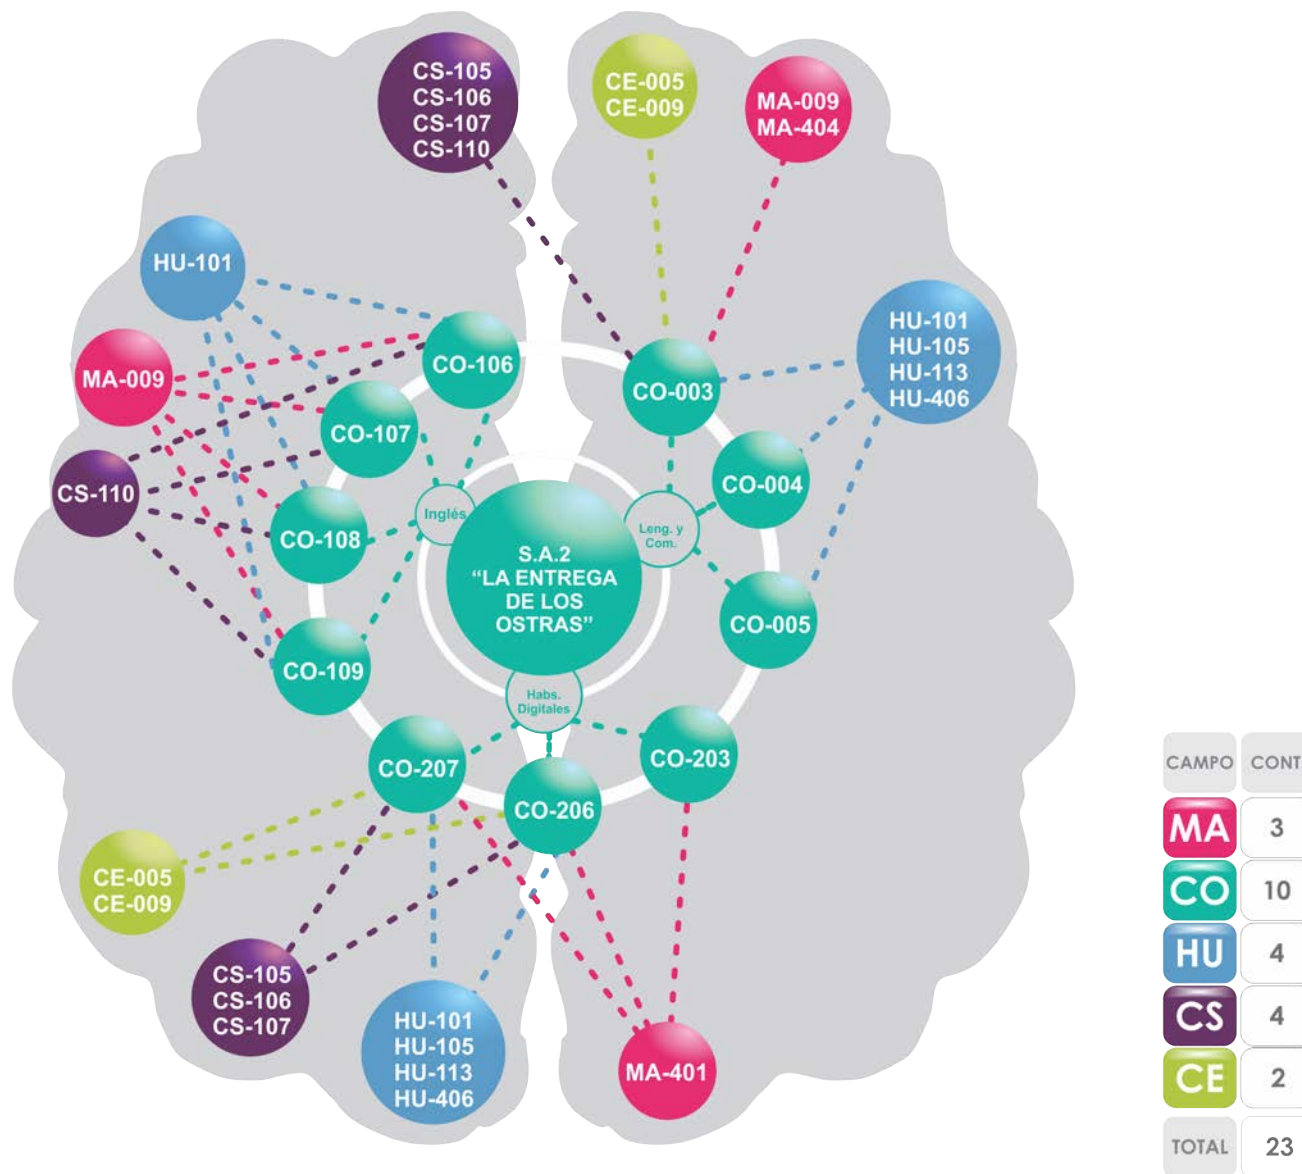 CS-105
CS-106
CS-107
CS-110
CE-005
CE-009
MA-009
MA-404
HU-101
HU-101
HU-105
HU-113
HU-406
MA-009
CO-106
CO-003
CO-107
CO-004
CS-110
Inglés
Leng. y
Com.
CO-108
S.A.2
“LA ENTREGA
DE LOS
OSTRAS”
CO-005
CO-109
Habs.
Digitales
CO-207
CO-203
CO-206
CE-005
CE-009
CS-105
CS-106
CS-107
HU-101
HU-105
HU-113
HU-406
MA-401
CAMPO CONT
MA 3
CO 10
HU 4
CS 4
CE 2
TOTAL 23